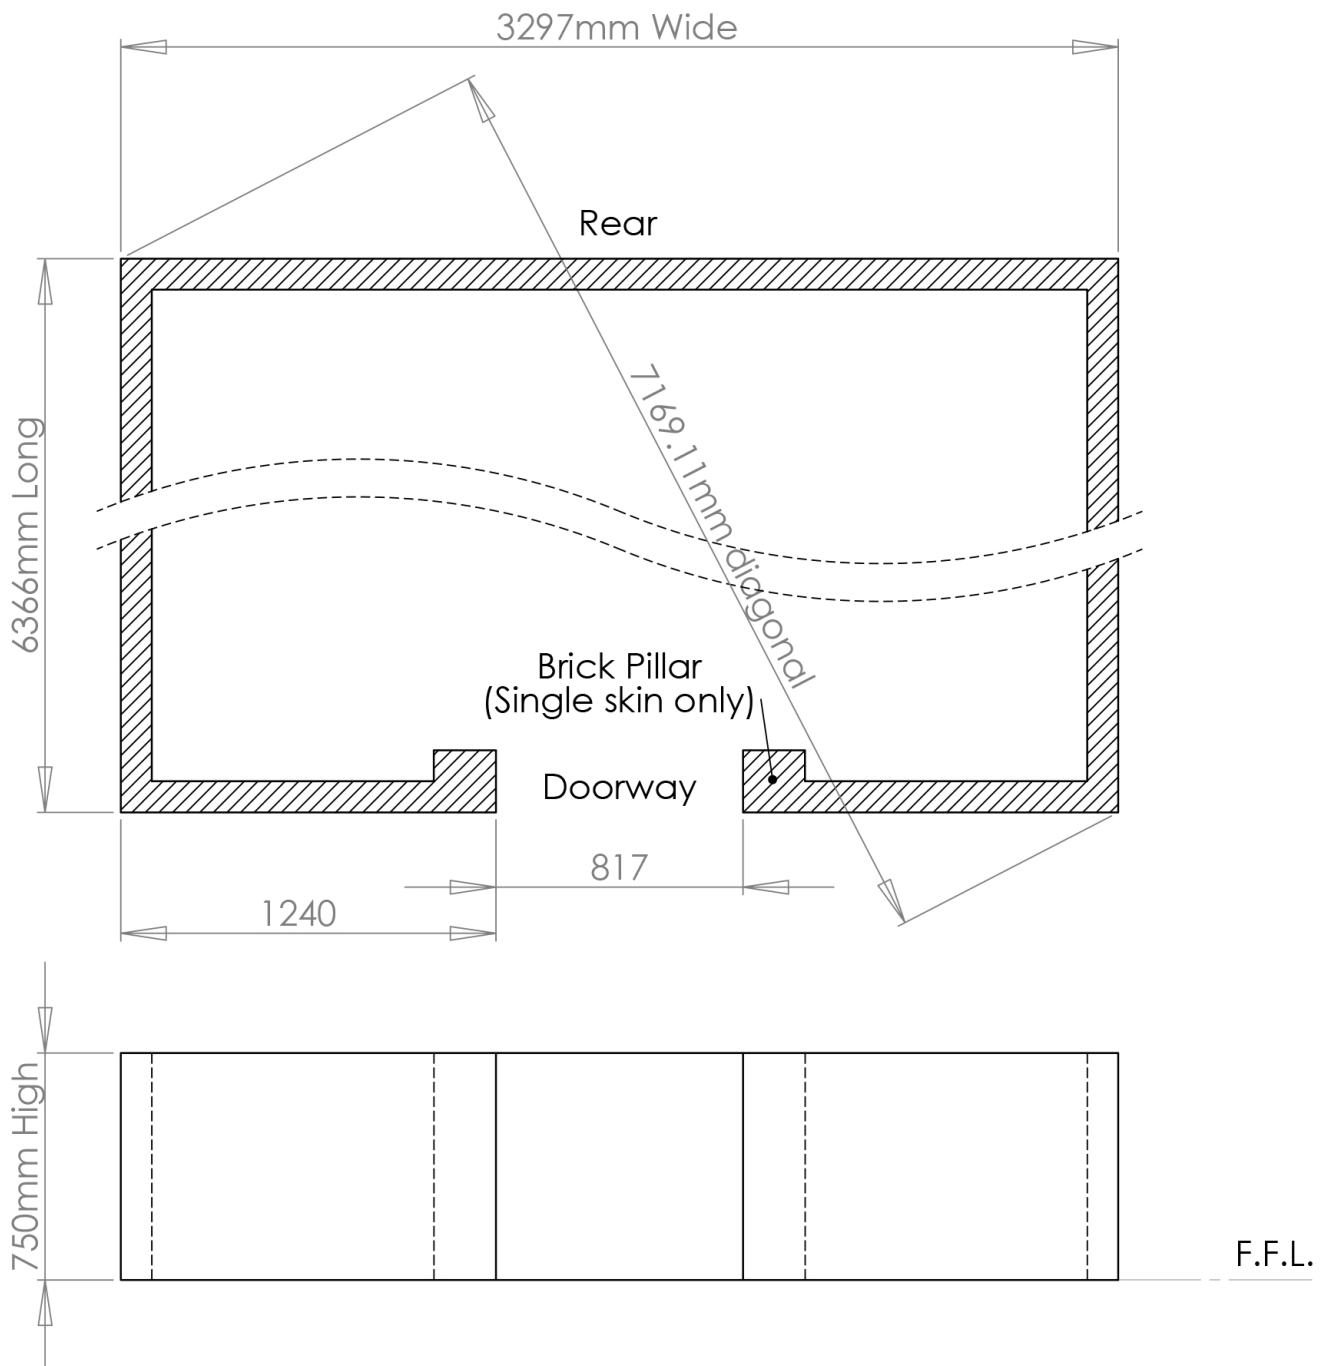 3297mm Wide
Rear
7169.11mm diagonal
6366mm Long
Brick Pillar
(Single skin only)
Doorway
817
1240
750mm High
F.F.L.